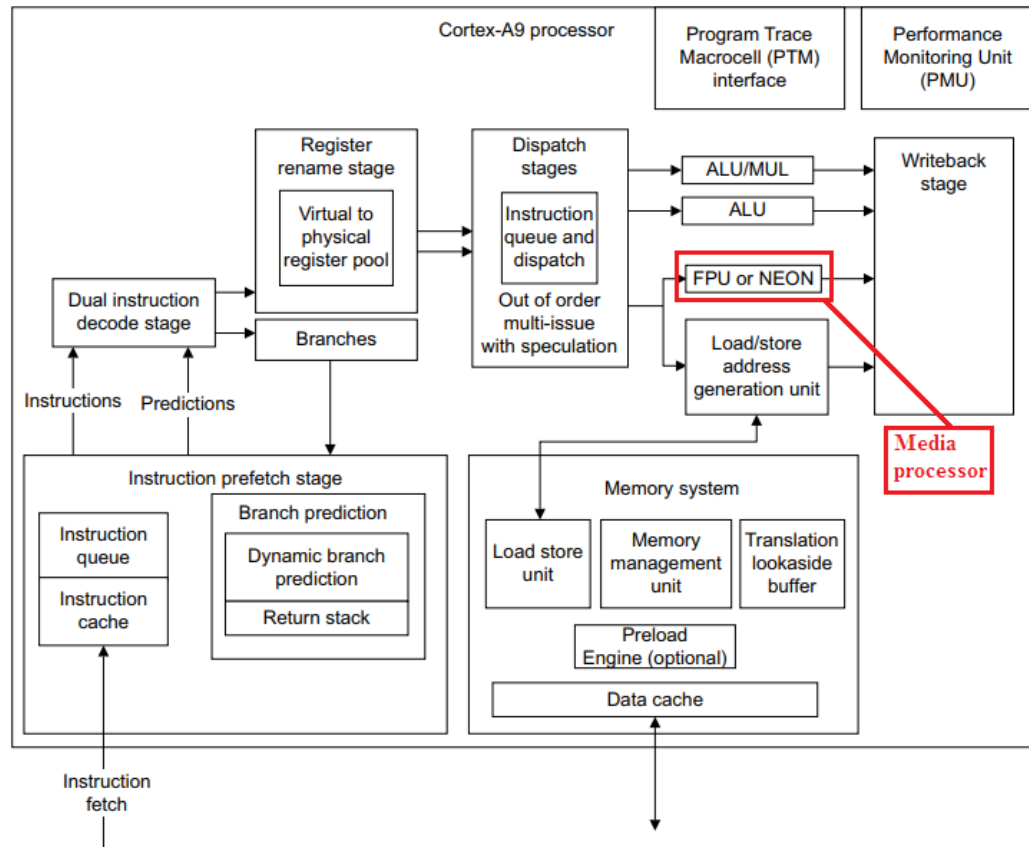 Cortex-A9 processor
Program Trace
Macrocell (PTM)
interface
Performance
Monitoring Unit
(PMU)
Register
rename stage
Virtual to
physical
register pool
Dispatch
stages
Instruction
queue and
dispatch
Out of order
multi-issue
with speculation
ALU/MUL
ALU
FPU or NEON
Load/store
address
generation unit
Writeback
stage
Dual instruction
decode stage
Branches
Instructions
Predictions
Media
processor
Instruction prefetch stage
Instruction
queue
Instruction
cache
Branch prediction
Dynamic branch
prediction
Return stack
Memory system
Load store
unit
Memory
management
unit
Translation
lookaside
buffer
Preload
Engine (optional)
Data cache
Instruction
fetch